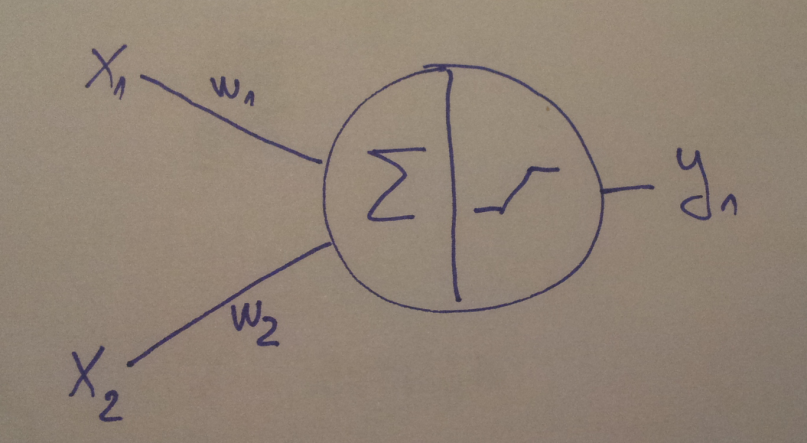 X₁
w₁
Σ
y₁
w₂
X₂